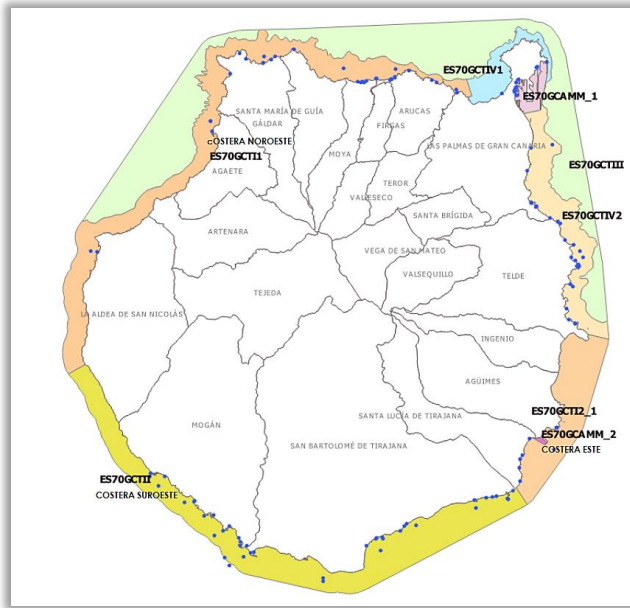 ES70GCTIV1
ES70GCAMM_1
SANTA MARÍA DE GUÍA
GÁLDAR
ARUCAS
FIRGAS
cOSTERA NOROESTE
MOYA
LAS PALMAS DE GRAN CANARIA
ES70GCTI1
ES70GCTIII
AGAETE
TEROR
VALLESECO
SANTA BRÍGIDA
ES70GCTIV2
ARTENARA
VEGA DE SAN MATEO
VALSEQUILLO
TELDE
TEJEDA
LA ALDEA DE SAN NICOLÁS
INGENIO
AGÜIMES
ES70GCTI2_1
SANTA LUCÍA DE TIRAJANA
MOGÁN
ES70GCAMM_2
SAN BARTOLOMÉ DE TIRAJANA
COSTERA ESTE
ES70GCTII
COSTERA SUROESTE